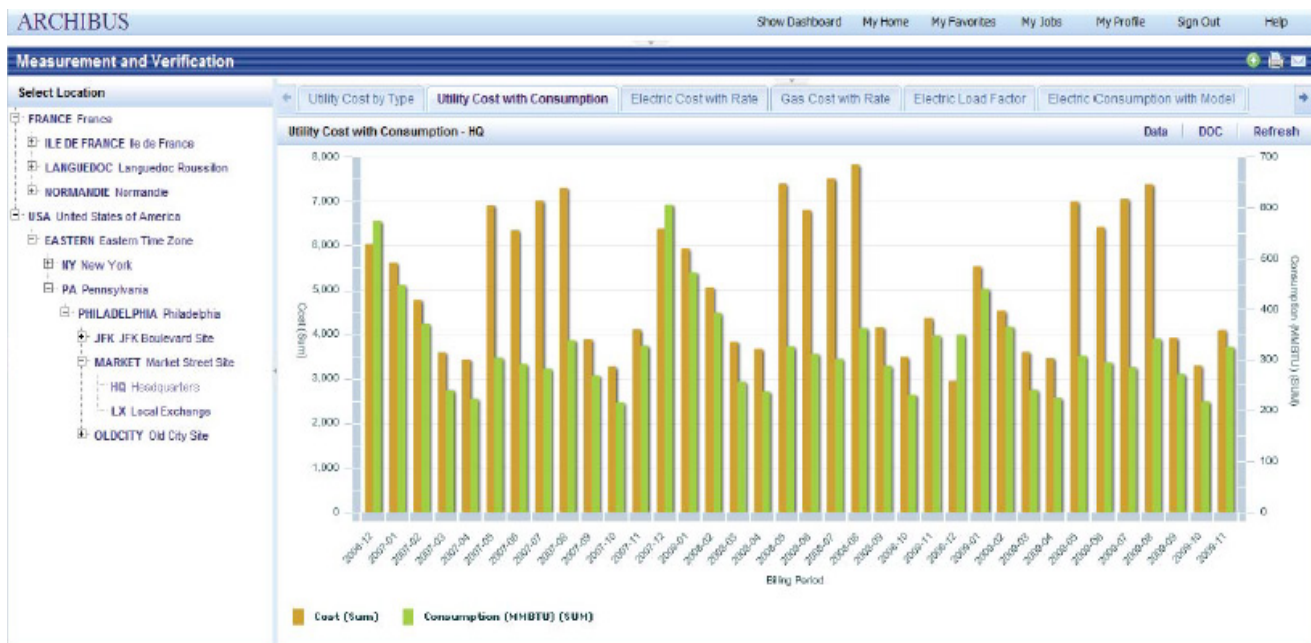 ARCHIBUS
Show Dashboard My Home My Favorites My Jobs My Profile Sign Out Help
Measurement and Verification
Select Location
Utility Cost by Type Utility Cost with Consumption Electric Cost with Rate Gas Cost with Rate Electric Load Factor Electric Consumption with Model
FRANCE France
ILE DE FRANCE Ile de France
LANGUEDOC Languedoc Roussillon
NORMANDIE Normandie
USA United States of America
EASTERN Eastern Time Zone
NY New York
PA Pennsylvania
PHILADELPHIA Philadelphia
JFK JFK Boulevard Site
MARKET Market Street Site
HQ Headquarters
LX Local Exchange
OLDCITY Old City Site
Utility Cost with Consumption - HQ
Data DOC Refresh
8,000
7,000
6,000
5,000
4,000
3,000
2,000
1,000
0
Cost (Sum)
700
600
500
400
300
200
100
0
Consumption (MMBTU) (SUM)
2006-12
2007-01
2007-02
2007-03
2007-04
2007-05
2007-06
2007-07
2007-08
2007-09
2007-10
2007-11
2007-12
2008-01
2008-02
2008-03
2008-04
2008-05
2008-06
2008-07
2008-08
2008-09
2008-10
2008-11
2008-12
2009-01
2009-02
2009-03
2009-04
2009-05
2009-06
2009-07
2009-08
2009-09
2009-10
2009-11
Billing Period
Cost (Sum) Consumption (MMBTU) (SUM)